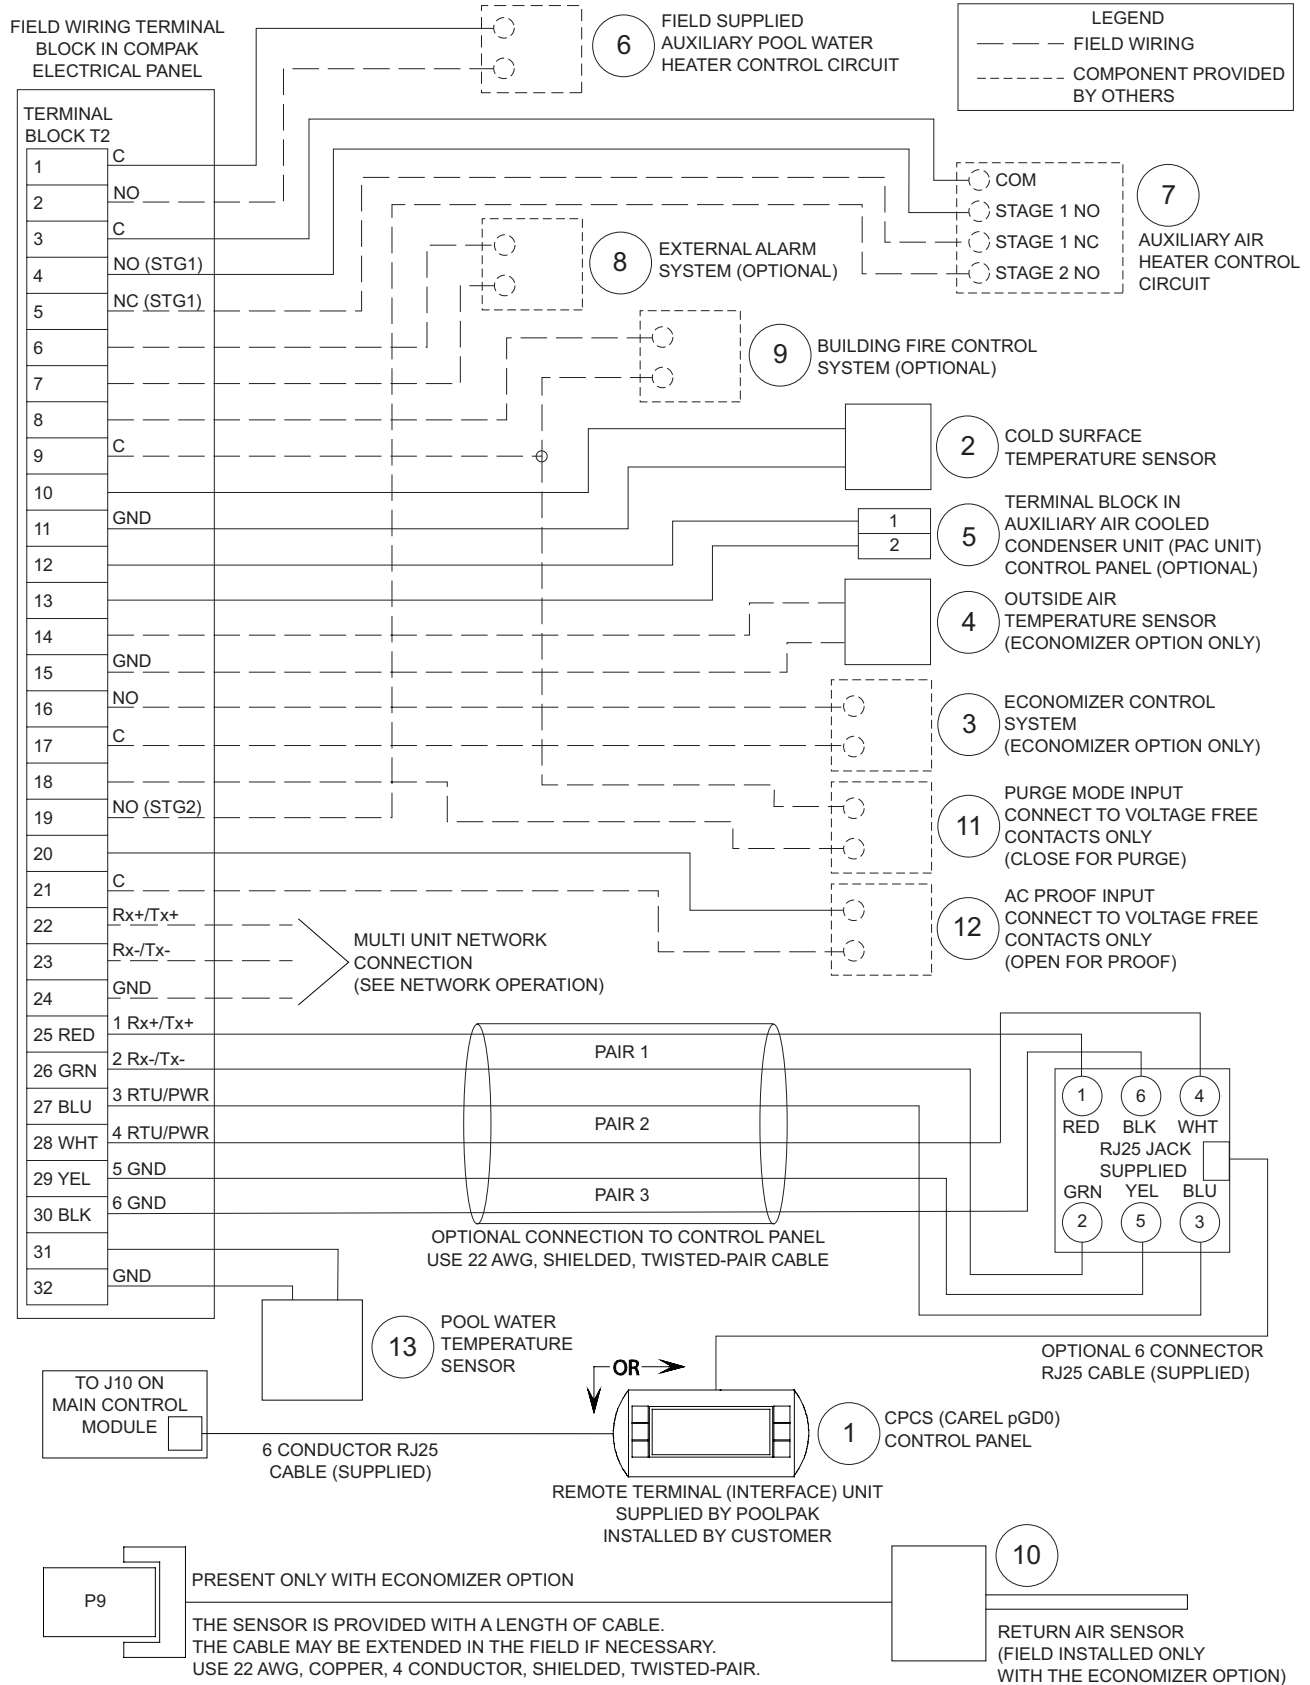 FIELD WIRING TERMINAL
BLOCK IN COMPAK
ELECTRICAL PANEL
6
FIELD SUPPLIED
AUXILIARY POOL WATER
HEATER CONTROL CIRCUIT
LEGEND
FIELD WIRING
COMPONENT PROVIDED
BY OTHERS
TERMINAL
BLOCK T2
1
C
2
NO
3
C
4
NO (STG1)
5
NC (STG1)
6
7
8
9
C
10
11
GND
12
13
14
15
GND
16
NO
17
C
18
19
NO (STG2)
20
21
C
22
Rx+/Tx+
23
Rx-/Tx-
24
GND
25 RED
1 Rx+/Tx+
26 GRN
2 Rx-/Tx-
27 BLU
3 RTU/PWR
28 WHT
4 RTU/PWR
29 YEL
5 GND
30 BLK
6 GND
31
32
GND
COM
STAGE 1 NO
STAGE 1 NC
STAGE 2 NO
7
AUXILIARY AIR
HEATER CONTROL
CIRCUIT
8
EXTERNAL ALARM
SYSTEM (OPTIONAL)
9
BUILDING FIRE CONTROL
SYSTEM (OPTIONAL)
2
COLD SURFACE
TEMPERATURE SENSOR
1
2
5
TERMINAL BLOCK IN
AUXILIARY AIR COOLED
CONDENSER UNIT (PAC UNIT)
CONTROL PANEL (OPTIONAL)
4
OUTSIDE AIR
TEMPERATURE SENSOR
(ECONOMIZER OPTION ONLY)
3
ECONOMIZER CONTROL
SYSTEM
(ECONOMIZER OPTION ONLY)
11
PURGE MODE INPUT
CONNECT TO VOLTAGE FREE
CONTACTS ONLY
(CLOSE FOR PURGE)
12
AC PROOF INPUT
CONNECT TO VOLTAGE FREE
CONTACTS ONLY
(OPEN FOR PROOF)
MULTI UNIT NETWORK
CONNECTION
(SEE NETWORK OPERATION)
PAIR 1
PAIR 2
PAIR 3
OPTIONAL CONNECTION TO CONTROL PANEL
USE 22 AWG, SHIELDED, TWISTED-PAIR CABLE
1 6 4
RED BLK WHT
RJ25 JACK
SUPPLIED
GRN YEL BLU
2 5 3
13
POOL WATER
TEMPERATURE
SENSOR
OPTIONAL 6 CONNECTOR
RJ25 CABLE (SUPPLIED)
TO J10 ON
MAIN CONTROL
MODULE
OR
6 CONDUCTOR RJ25
CABLE (SUPPLIED)
1
CPCS (CAREL pGD0)
CONTROL PANEL
REMOTE TERMINAL (INTERFACE) UNIT
SUPPLIED BY POOLPAK
INSTALLED BY CUSTOMER
P9
PRESENT ONLY WITH ECONOMIZER OPTION
THE SENSOR IS PROVIDED WITH A LENGTH OF CABLE.
THE CABLE MAY BE EXTENDED IN THE FIELD IF NECESSARY.
USE 22 AWG, COPPER, 4 CONDUCTOR, SHIELDED, TWISTED-PAIR.
10
RETURN AIR SENSOR
(FIELD INSTALLED ONLY
WITH THE ECONOMIZER OPTION)